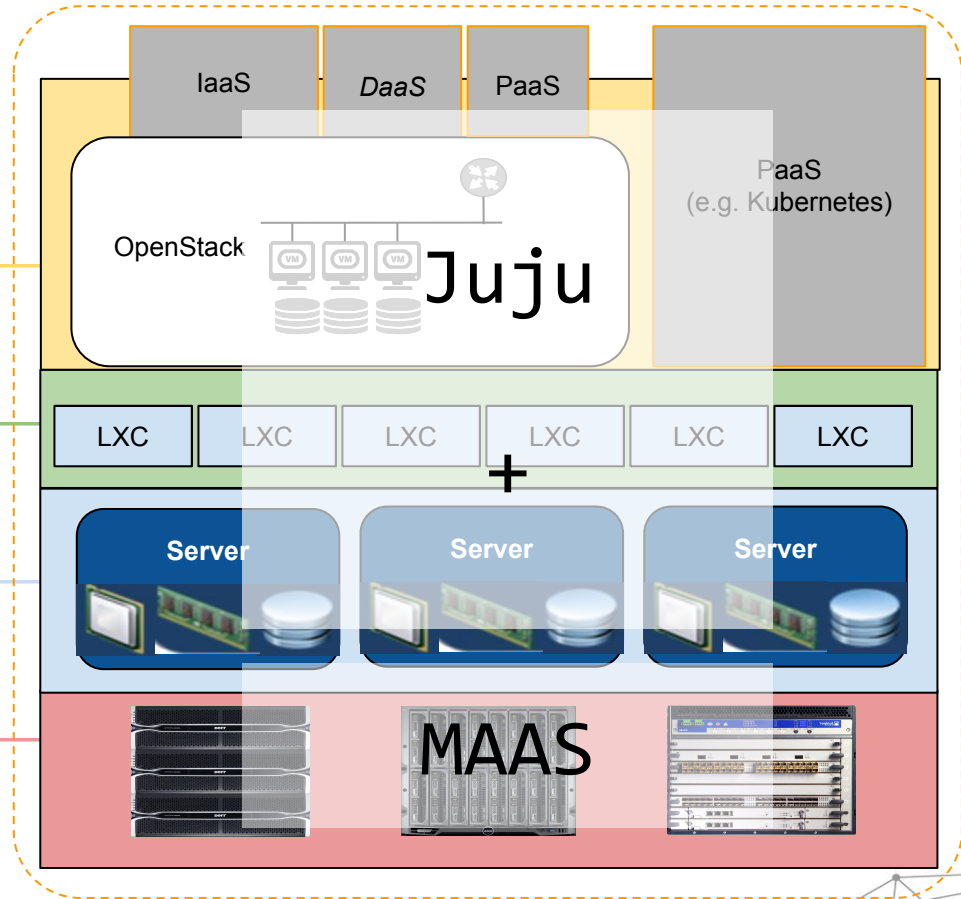 IaaS
DaaS
PaaS
PaaS
(e.g. Kubernetes)
OpenStack
VM
VM
VM
Juju
LXC
LXC
LXC
LXC
LXC
LXC
+
Server
Server
Server
MAAS